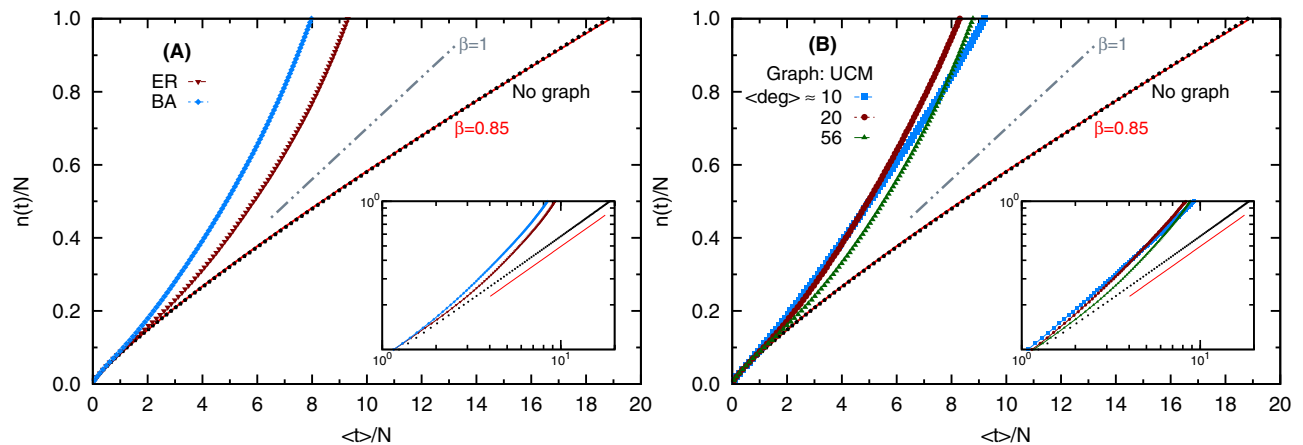 (A)
ER
BA
β=1
No graph
β=0.85
n(t)/N
1.0
0.8
0.6
0.4
0.2
0.0
10⁰
10⁰
10¹
0 2 4 6 8 10 12 14 16 18 20
<t>/N
(B)
Graph: UCM
<deg> ≈ 10
20
56
β=1
No graph
β=0.85
n(t)/N
1.0
0.8
0.6
0.4
0.2
0.0
10⁰
10⁰
10¹
0 2 4 6 8 10 12 14 16 18 20
<t>/N